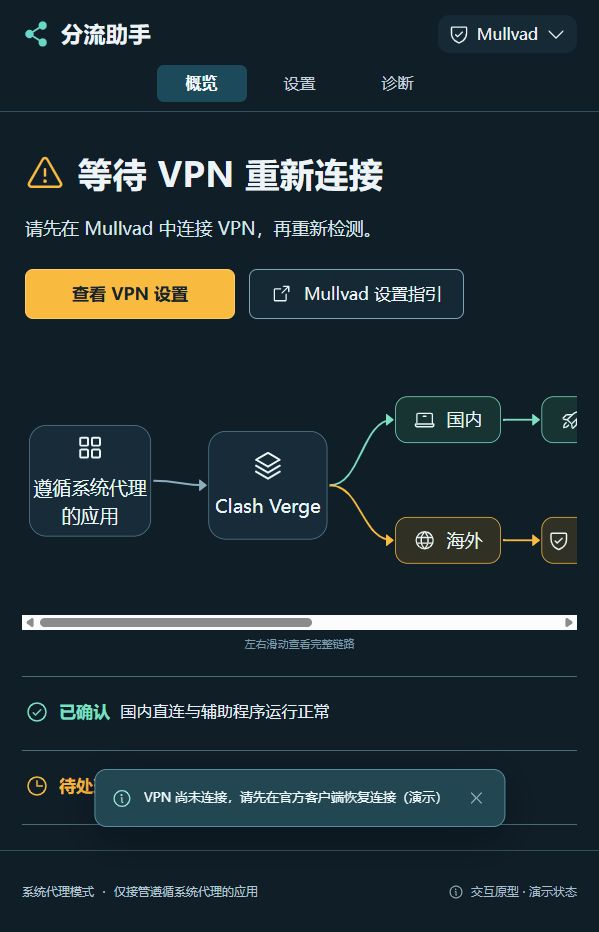 分流助手
Mullvad
概览 设置 诊断
等待 VPN 重新连接
请先在 Mullvad 中连接 VPN，再重新检测。
查看 VPN 设置 Mullvad 设置指引
国内
遵循系统代理
的应用
Clash Verge
海外
左右滑动查看完整链路
已确认 国内直连与辅助程序运行正常
待处
VPN 尚未连接，请先在官方客户端恢复连接（演示）
系统代理模式 · 仅接管遵循系统代理的应用 交互原型 · 演示状态